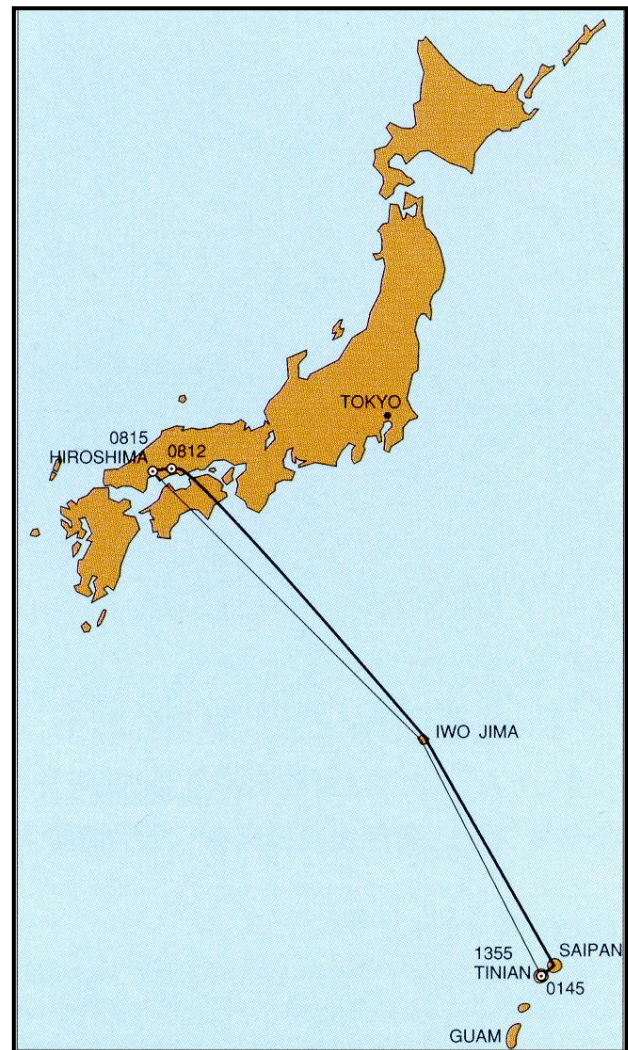 TOKYO
0815
HIROSHIMA
0812
IWO JIMA
SAIPAN
1355
TINIAN
0145
GUAM